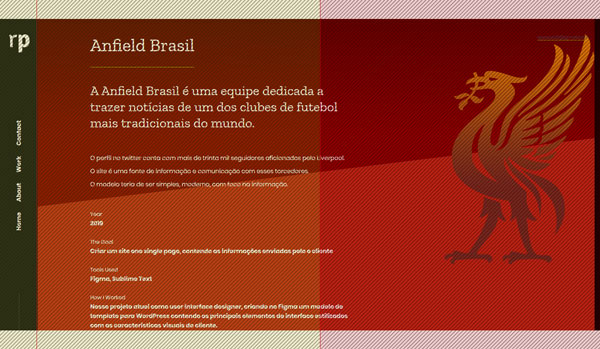 rp
Anfield Brasil
A Anfield Brasil é uma equipe dedicada a
trazer notícias de um dos clubes de futebol
mais tradicionais do mundo.
O perfil no twitter conta com mais de trinta mil seguidores aficionados pelo Liverpool.
O site é uma fonte de informação e comunicação com esses torcedores.
O modelo teria de ser simples, moderno, com foco na informação.
Year
2019
The Goal
Criar um site one single page, contendo as informações enviadas pelo o cliente
Tools Used
Figma, Sublime Text
How I Worked
Nesse projeto atuei como user interface designer, criando no Figma um modelo de
template para WordPress contendo os principais elementos da interface estilizados
com as características visuais do cliente.
Contact
Work
About
Home